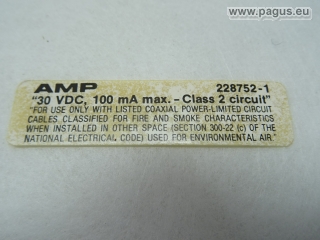 www.pagus.eu
AMP 228752-1
"30 VDC, 100 mA max. - Class 2 circuit"
"FOR USE ONLY WITH LISTED COAXIAL POWER-LIMITED CIRCUIT
CABLES CLASSIFIED FOR FIRE AND SMOKE CHARACTERISTICS
WHEN INSTALLED IN OTHER SPACE (SECTION 300-22 (c) OF THE
NATIONAL ELECTRICAL CODE) USED FOR ENVIRONMENTAL AIR."